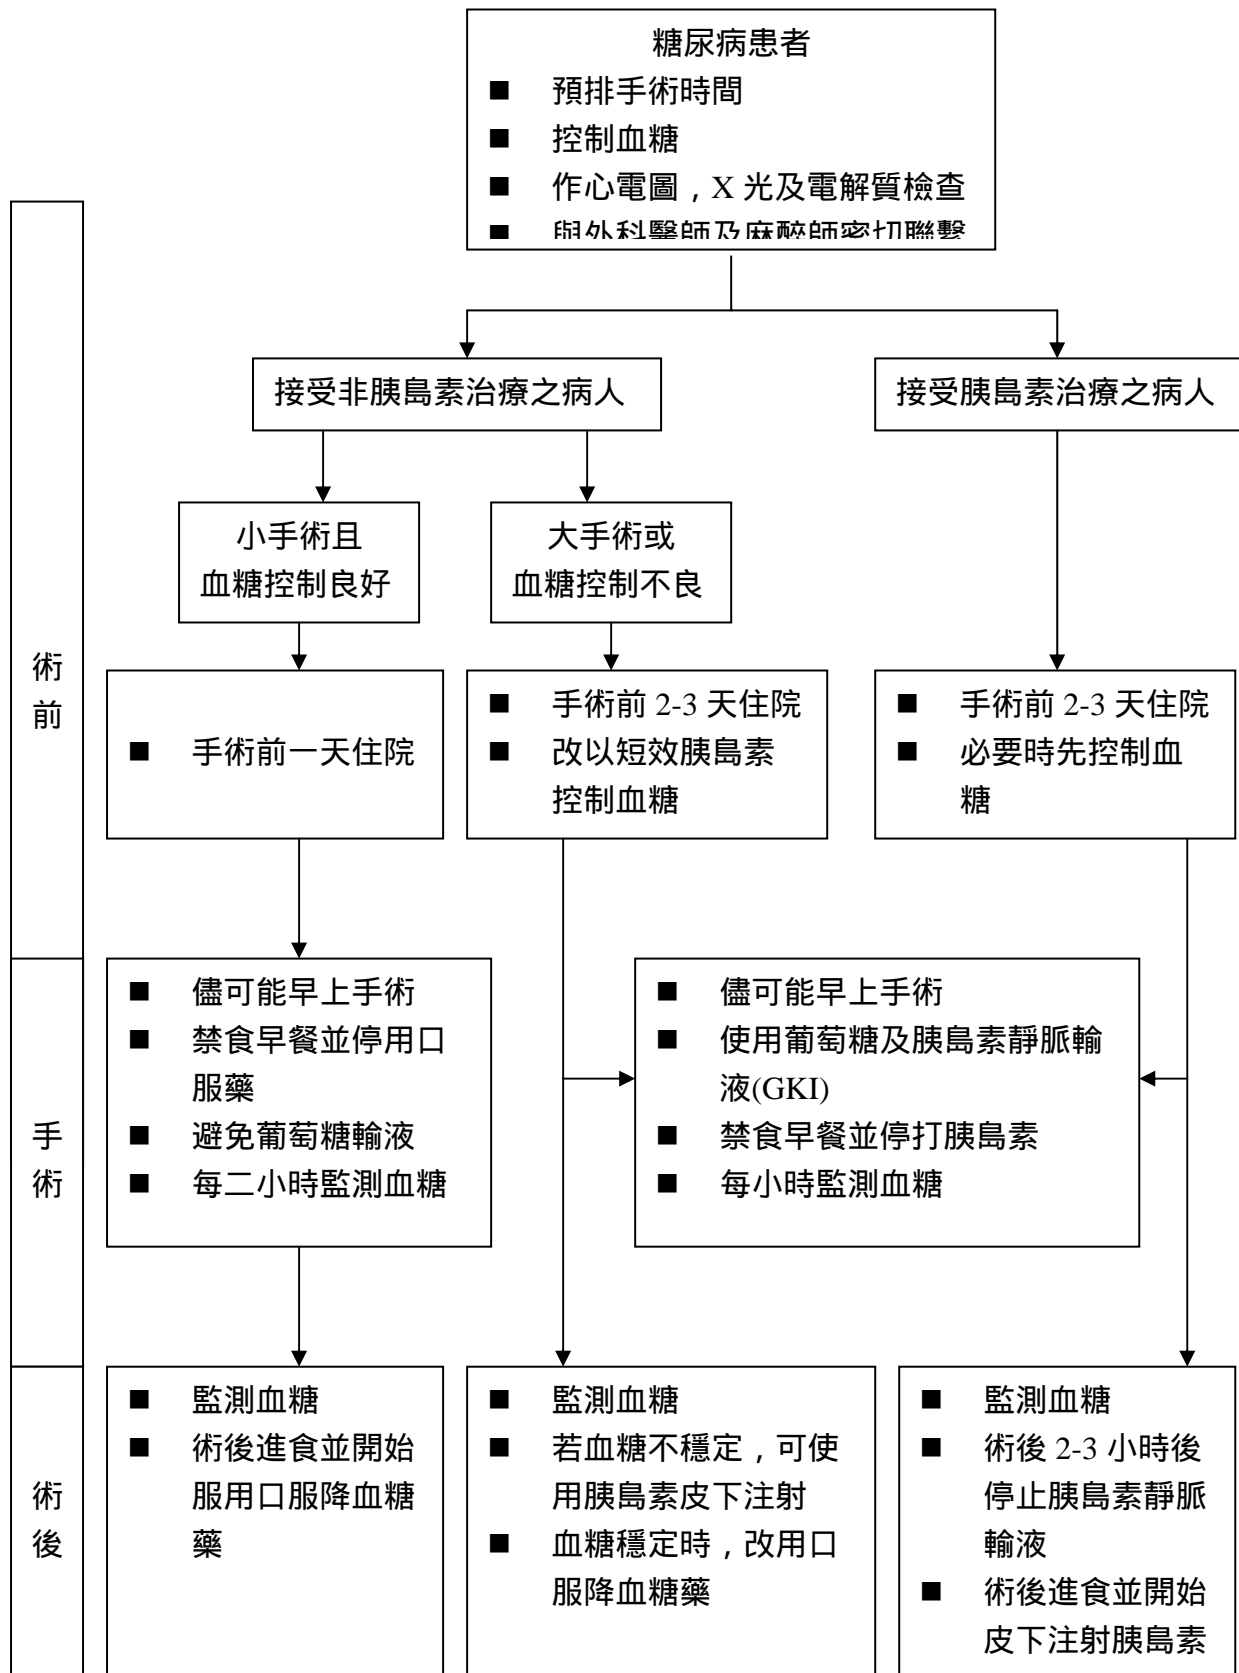 糖尿病患者
■ 預排手術時間
■ 控制血糖
■ 作心電圖，X 光及電解質檢查
■ 與外科醫師及麻醉師密切聯繫
接受非胰島素治療之病人
接受胰島素治療之病人
小手術且
血糖控制良好
大手術或
血糖控制不良
術
前
■ 手術前一天住院
■ 手術前 2-3 天住院
■ 改以短效胰島素
控制血糖
■ 手術前 2-3 天住院
■ 必要時先控制血
糖
手
術
■ 儘可能早上手術
■ 禁食早餐並停用口
服藥
■ 避免葡萄糖輸液
■ 每二小時監測血糖
■ 儘可能早上手術
■ 使用葡萄糖及胰島素靜脈輸
液(GKI)
■ 禁食早餐並停打胰島素
■ 每小時監測血糖
術
後
■ 監測血糖
■ 術後進食並開始
服用口服降血糖
藥
■ 監測血糖
■ 若血糖不穩定，可使
用胰島素皮下注射
■ 血糖穩定時，改用口
服降血糖藥
■ 監測血糖
■ 術後 2-3 小時後
停止胰島素靜脈
輸液
■ 術後進食並開始
皮下注射胰島素